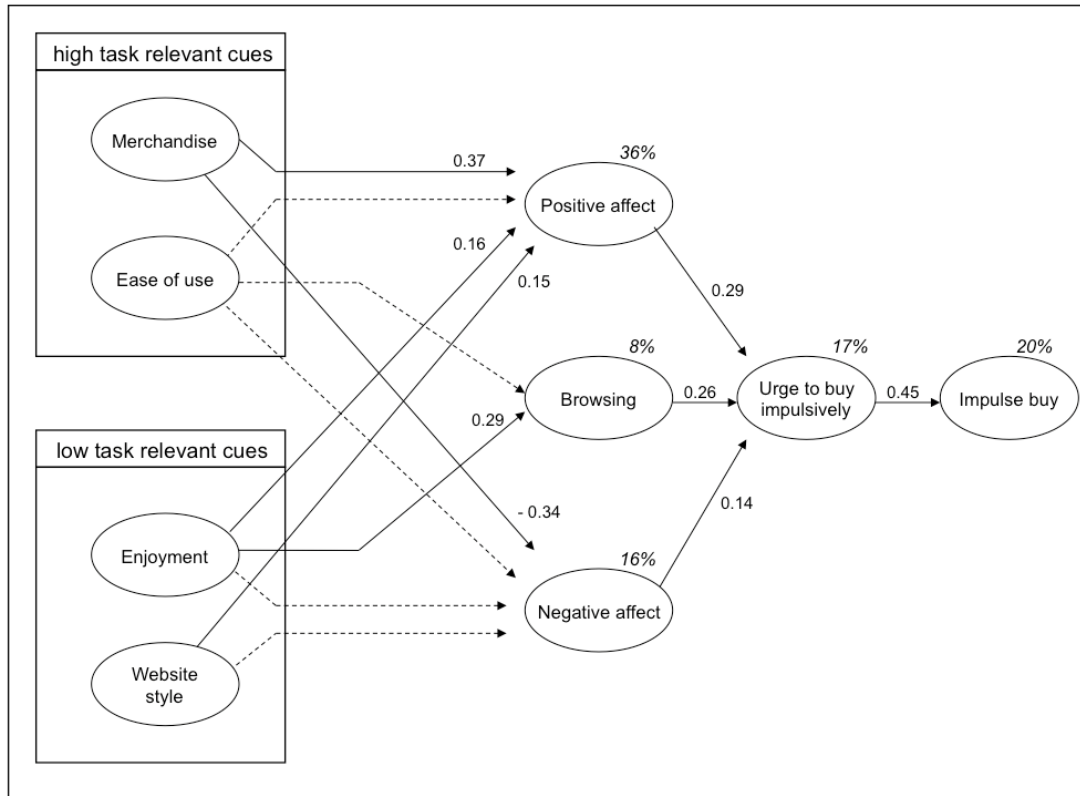 high task relevant cues
Merchandise
Ease of use
low task relevant cues
Enjoyment
Website
style
0.37
0.16
0.15
0.29
- 0.34
36%
Positive affect
8%
Browsing
16%
Negative affect
0.29
0.26
0.14
17%
Urge to buy
impulsively
0.45
20%
Impulse buy